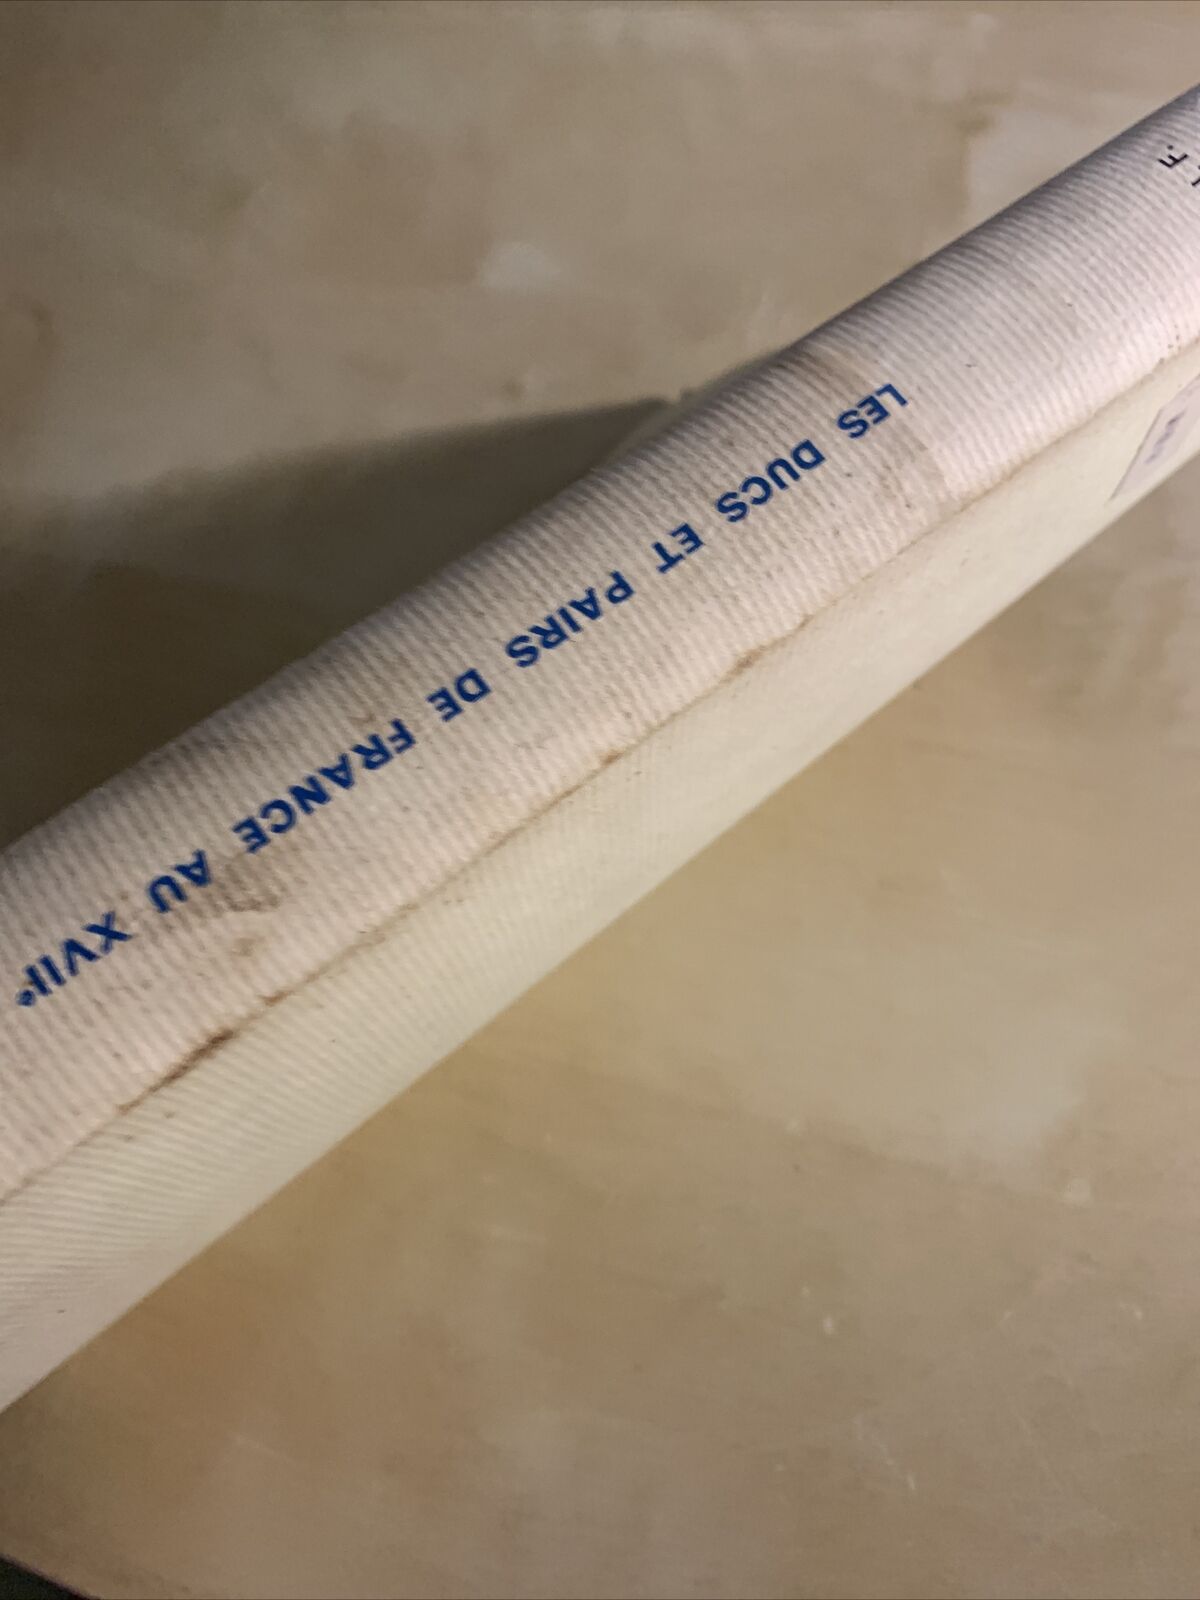 LES DUCS ET PAIRS DE FRANCE AU XVIIe
F.